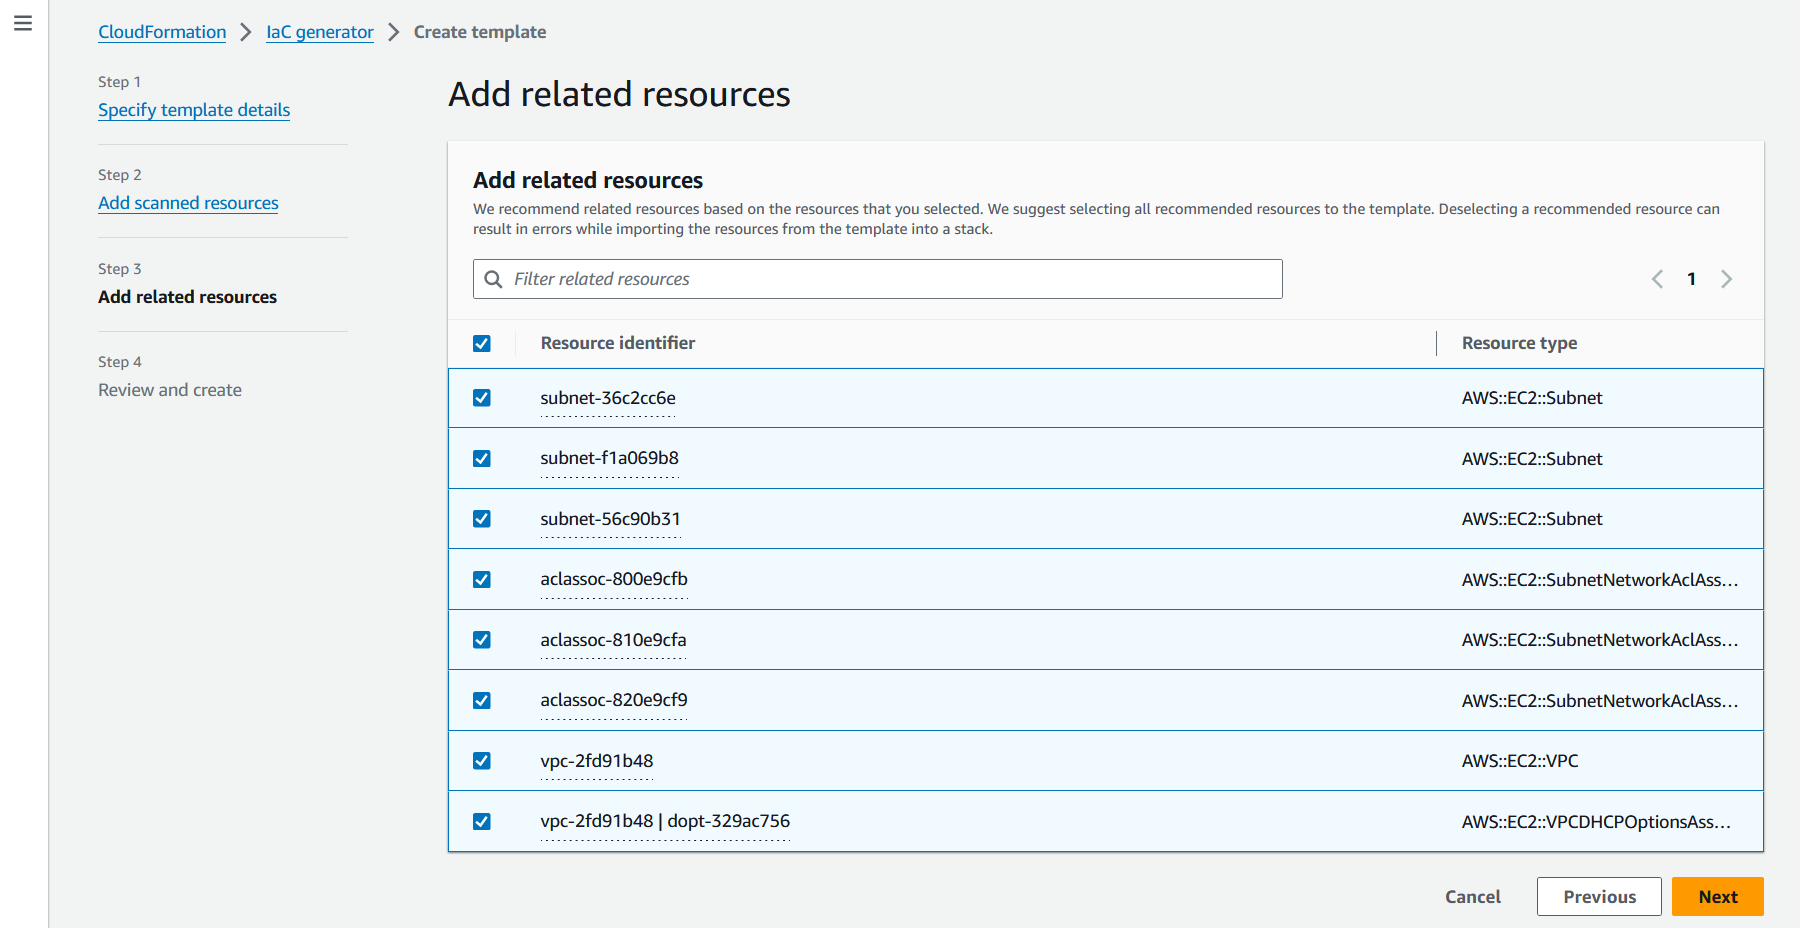 CloudFormation > IaC generator > Create template
Step 1
Specify template details
Step 2
Add scanned resources
Step 3
Add related resources
Step 4
Review and create
Add related resources
Add related resources
We recommend related resources based on the resources that you selected. We suggest selecting all recommended resources to the template. Deselecting a recommended resource can
result in errors while importing the resources from the template into a stack.
Filter related resources
1
Resource identifier Resource type
subnet-36c2cc6e AWS::EC2::Subnet
subnet-f1a069b8 AWS::EC2::Subnet
subnet-56c90b31 AWS::EC2::Subnet
aclassoc-800e9cfb AWS::EC2::SubnetNetworkAclAss...
aclassoc-810e9cfa AWS::EC2::SubnetNetworkAclAss...
aclassoc-820e9cf9 AWS::EC2::SubnetNetworkAclAss...
vpc-2fd91b48 AWS::EC2::VPC
vpc-2fd91b48 | dopt-329ac756 AWS::EC2::VPCDHCPOptionsAss...
Cancel Previous Next